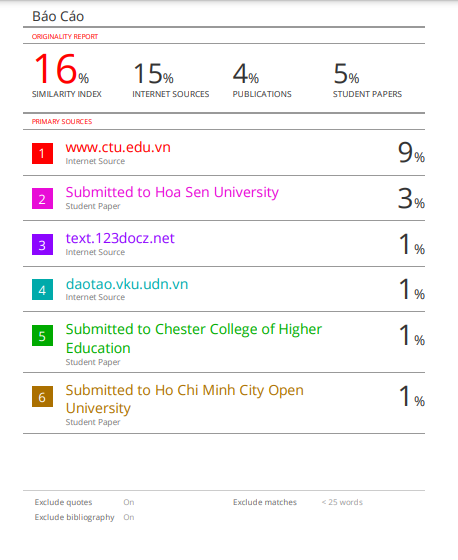 Báo Cáo
ORIGINALITY REPORT
16% 15% 4% 5%
SIMILARITY INDEX INTERNET SOURCES PUBLICATIONS STUDENT PAPERS
PRIMARY SOURCES
1 www.ctu.edu.vn 9%
Internet Source
2 Submitted to Hoa Sen University 3%
Student Paper
3 text.123docz.net 1%
Internet Source
4 daotao.vku.udn.vn 1%
Internet Source
5 Submitted to Chester College of Higher 1%
Education
Student Paper
6 Submitted to Ho Chi Minh City Open 1%
University
Student Paper
Exclude quotes On Exclude matches < 25 words
Exclude bibliography On